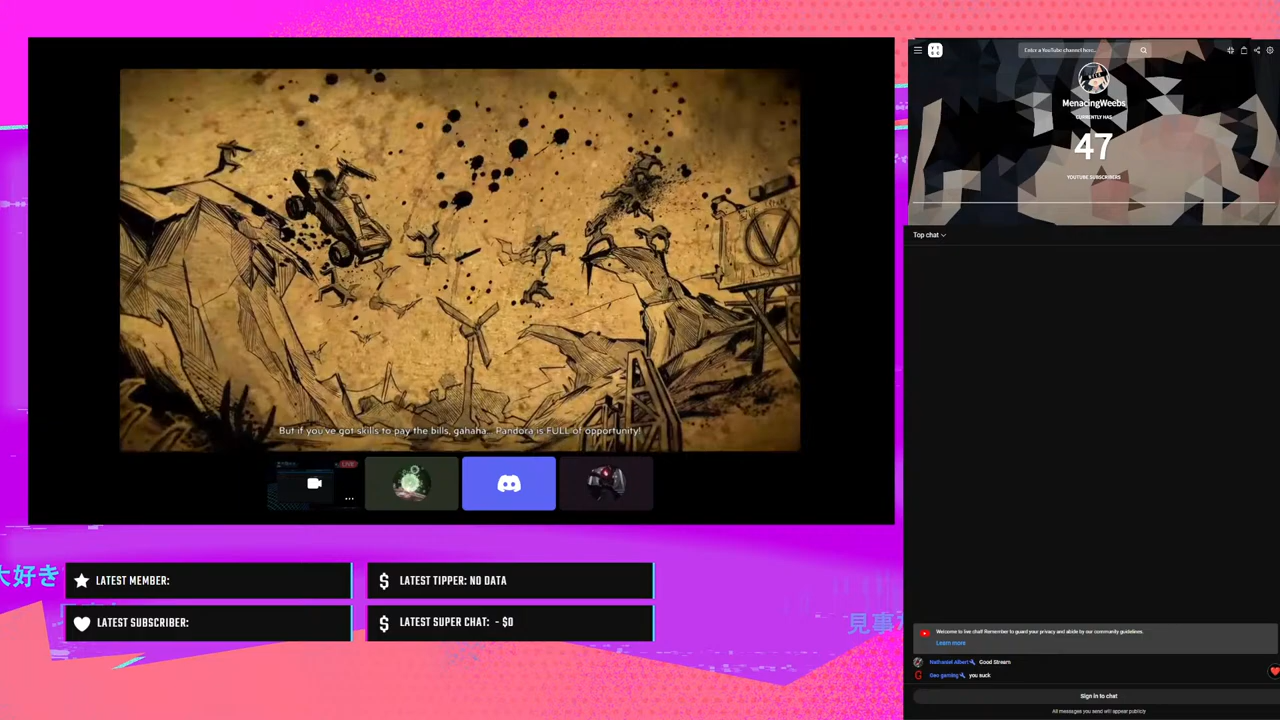 Enter a YouTube channel here...
MenacingWeebs
CURRENTLY HAS
47
YOUTUBE SUBSCRIBERS
Top chat
But if you've got skills to pay the bills, gahaha... Pandora is FULL of opportunity!
LIVE
大好き
LATEST MEMBER:
LATEST TIPPER: NO DATA
LATEST SUBSCRIBER:
LATEST SUPER CHAT:  - $0
見事
Welcome to live chat! Remember to guard your privacy and abide by our community guidelines.
Learn more
Nathaniel Albert Good Stream
Geo gaming you suck
Sign in to chat
All messages you send will appear publicly